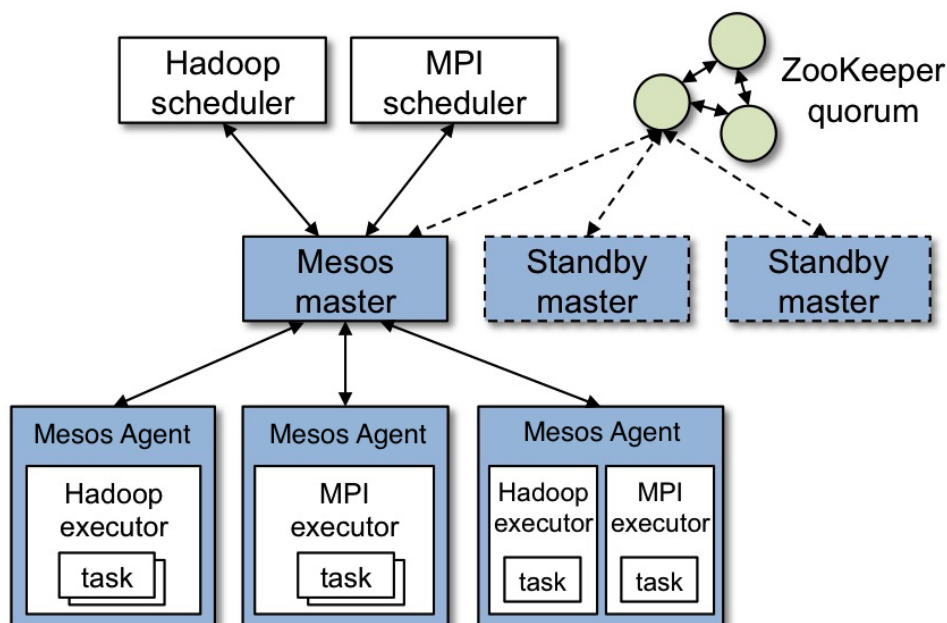 Hadoop
scheduler
MPI
scheduler
ZooKeeper
quorum
Mesos
master
Standby
master
Standby
master
Mesos Agent
Hadoop
executor
task
Mesos Agent
MPI
executor
task
Mesos Agent
Hadoop
executor
task
MPI
executor
task